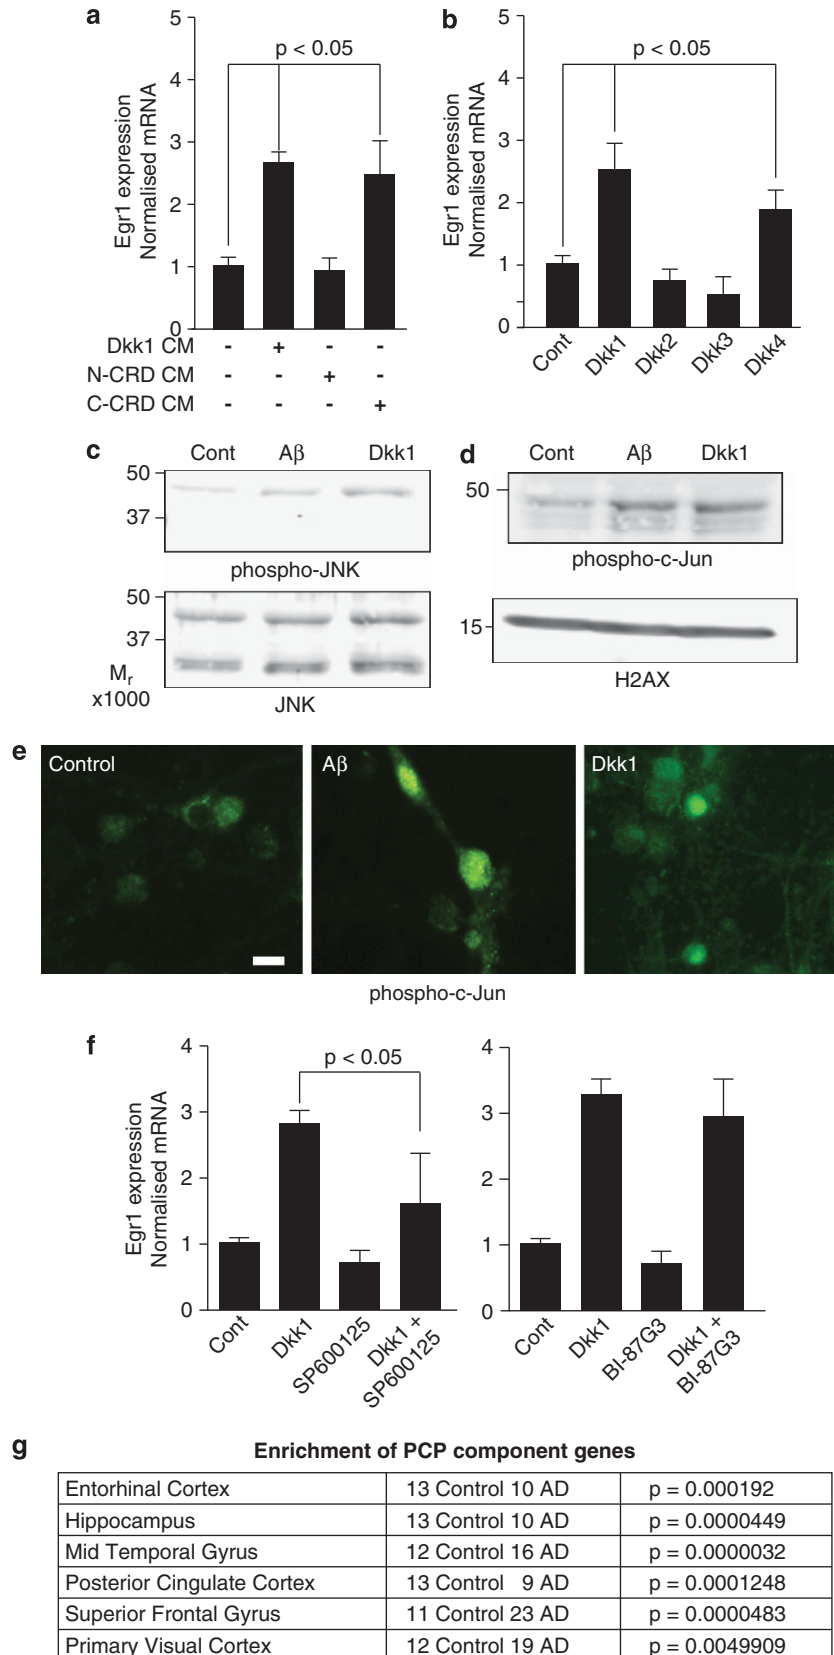 a
5
4
3
2
1
0
Egr1 expression
Normalised mRNA
p < 0.05
Dkk1 CM - + - -
N-CRD CM - - + -
C-CRD CM - - - +
b
5
4
3
2
1
0
Egr1 expression
Normalised mRNA
p < 0.05
Cont Dkk1 Dkk2 Dkk3 Dkk4
c
Cont Aβ Dkk1
50
37
phospho-JNK
50
37
Mr
x1000
JNK
d
Cont Aβ Dkk1
50
phospho-c-Jun
15
H2AX
e
Control
Aβ
Dkk1
phospho-c-Jun
f
4
3
2
1
0
Egr1 expression
Normalised mRNA
p < 0.05
Cont
Dkk1
SP600125
Dkk1 +
SP600125
4
3
2
1
0
Cont
Dkk1
BI-87G3
Dkk1 +
BI-87G3
g
Enrichment of PCP component genes
Entorhinal Cortex 13 Control 10 AD p = 0.000192
Hippocampus 13 Control 10 AD p = 0.0000449
Mid Temporal Gyrus 12 Control 16 AD p = 0.0000032
Posterior Cingulate Cortex 13 Control 9 AD p = 0.0001248
Superior Frontal Gyrus 11 Control 23 AD p = 0.0000483
Primary Visual Cortex 12 Control 19 AD p = 0.0049909